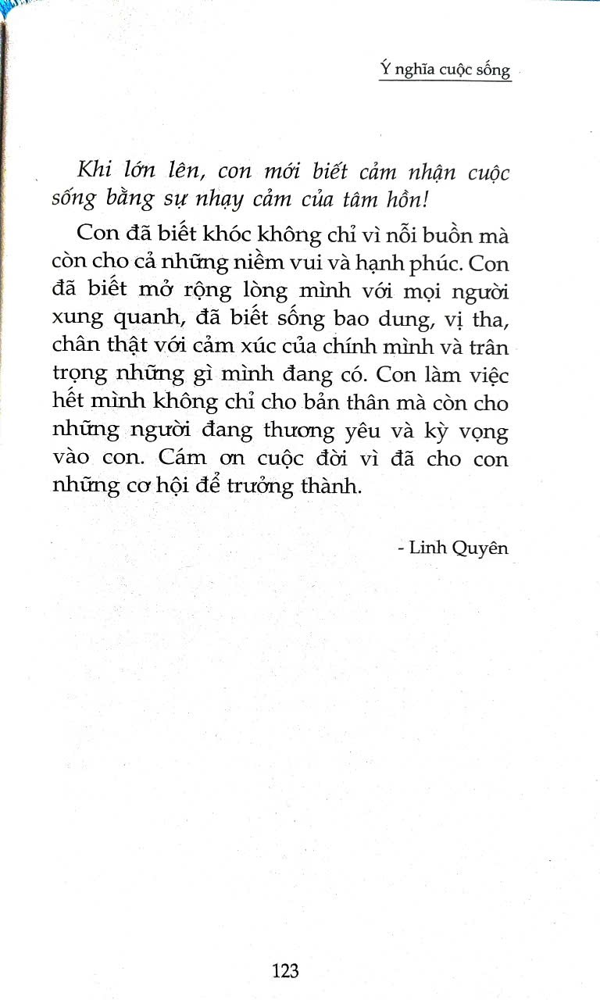 Ý nghĩa cuộc sống
Khi lớn lên, con mới biết cảm nhận cuộc
sống bằng sự nhạy cảm của tâm hồn!
Con đã biết khóc không chỉ vì nỗi buồn mà
còn cho cả những niềm vui và hạnh phúc. Con
đã biết mở rộng lòng mình với mọi người
xung quanh, đã biết sống bao dung, vị tha,
chân thật với cảm xúc của chính mình và trân
trọng những gì mình đang có. Con làm việc
hết mình không chỉ cho bản thân mà còn cho
những người đang thương yêu và kỳ vọng
vào con. Cám ơn cuộc đời vì đã cho con
những cơ hội để trưởng thành.
- Linh Quyên
123